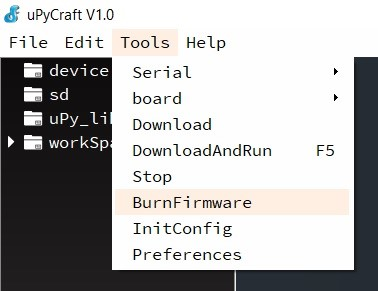 uPyCraft V1.0
File Edit Tools Help
device
sd
uPy_li
workSpa
Serial
board
Download
DownloadAndRun F5
Stop
BurnFirmware
InitConfig
Preferences